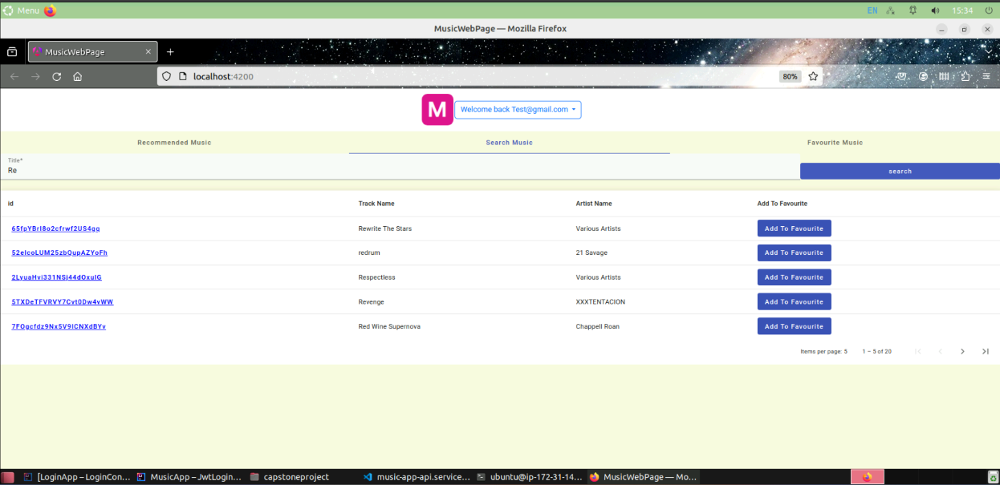 Menu
EN 15:34
MusicWebPage — Mozilla Firefox
MusicWebPage
localhost:4200 80%
M Welcome back Test@gmail.com
Recommended Music Search Music Favourite Music
Title*
Re
search
id Track Name Artist Name Add To Favourite
65fpYBrI8o2cfrwf2US4gq Rewrite The Stars Various Artists Add To Favourite
52eIcoLUM25zbQupAZYoFh redrum 21 Savage Add To Favourite
2LyuaHvi331NSj44dOxulG Respectless Various Artists Add To Favourite
5TXDeTFVRVY7Cvt0Dw4vWW Revenge XXXTENTACION Add To Favourite
7FOgcfdz9Nx5V9lCNXdBYv Red Wine Supernova Chappell Roan Add To Favourite
Items per page: 5 1 – 5 of 20
[LoginApp – LoginCon... MusicApp – JwtLogin... capstoneproject music-app-api.service... ubuntu@ip-172-31-14... MusicWebPage — Mo...